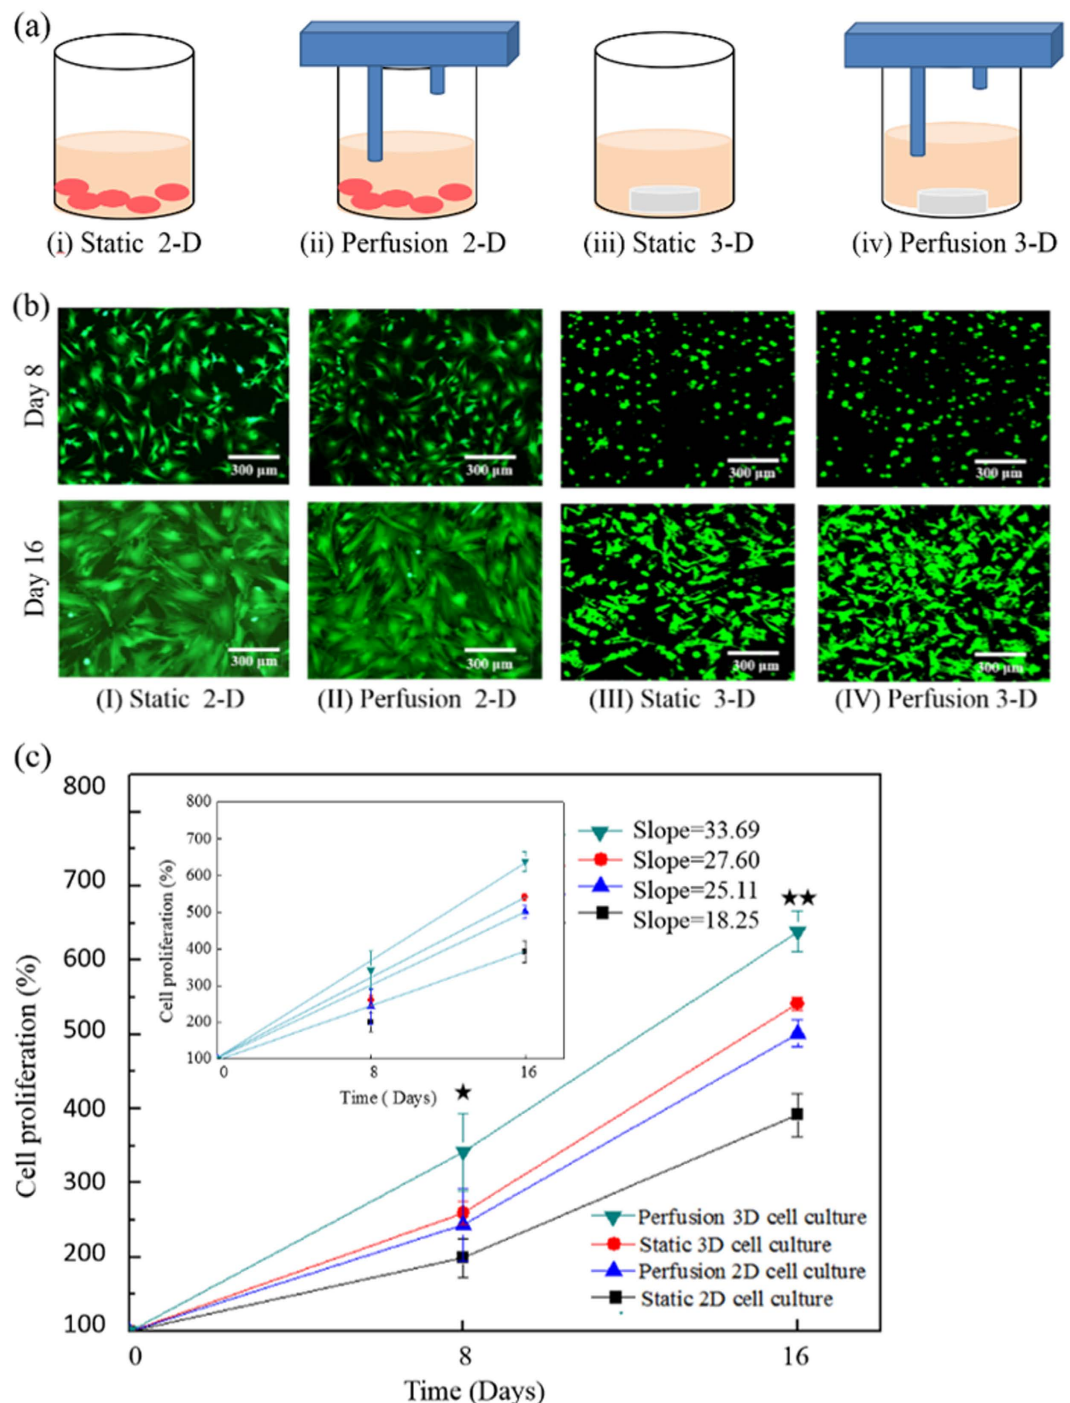 (a)
(i) Static 2-D
(ii) Perfusion 2-D
(iii) Static 3-D
(iv) Perfusion 3-D
(b)
Day 8
300 µm
300 µm
300 µm
300 µm
Day 16
300 µm
300 µm
300 µm
300 µm
(I) Static 2-D
(II) Perfusion 2-D
(III) Static 3-D
(IV) Perfusion 3-D
(c)
Cell proliferation (%)
800
700
600
500
400
300
200
100
0
8
16
Time (Days)
Cell proliferation (%)
800
700
600
500
400
300
200
100
0
8
16
Time ( Days)
Slope=33.69
Slope=27.60
Slope=25.11
Slope=18.25
Perfusion 3D cell culture
Static 3D cell culture
Perfusion 2D cell culture
Static 2D cell culture